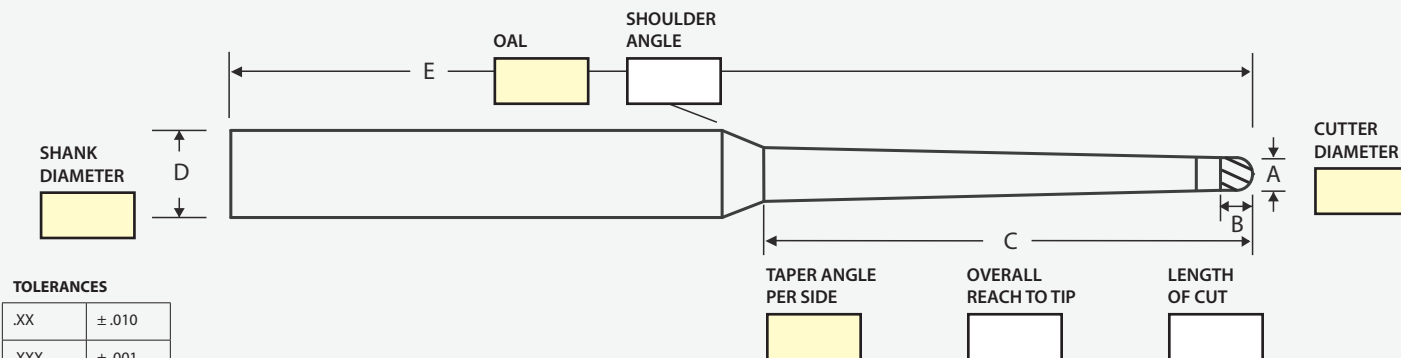 SHOULDER
ANGLE
OAL
E
SHANK
DIAMETER
D
CUTTER
DIAMETER
A
B
C
TAPER ANGLE
PER SIDE
OVERALL
REACH TO TIP
LENGTH
OF CUT
TOLERANCES
.XX ± .010
.XXX ± .001